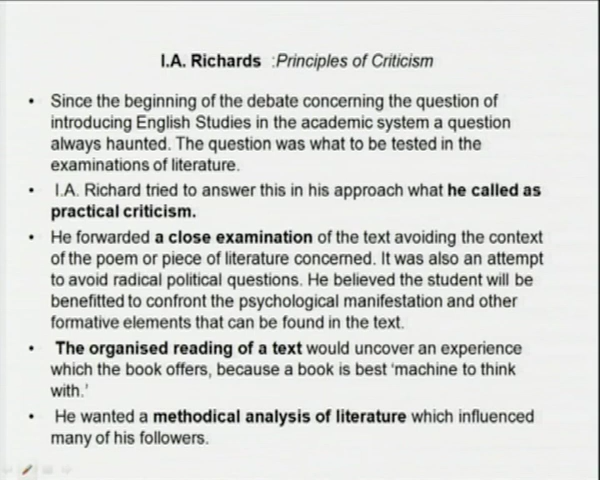 I.A. Richards :Principles of Criticism
• Since the beginning of the debate concerning the question of
introducing English Studies in the academic system a question
always haunted. The question was what to be tested in the
examinations of literature.
• I.A. Richard tried to answer this in his approach what he called as
practical criticism.
• He forwarded a close examination of the text avoiding the context
of the poem or piece of literature concerned. It was also an attempt
to avoid radical political questions. He believed the student will be
benefitted to confront the psychological manifestation and other
formative elements that can be found in the text.
• The organised reading of a text would uncover an experience
which the book offers, because a book is best ‘machine to think
with.’
• He wanted a methodical analysis of literature which influenced
many of his followers.